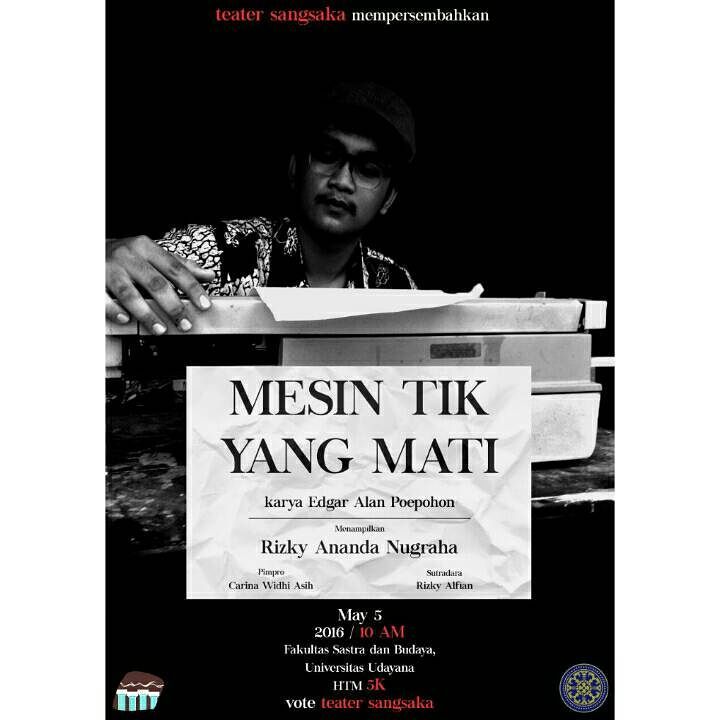 teater sangsaka mempersembahkan
MESIN TIK
YANG MATI
karya Edgar Alan Poepohon
Menampilkan
Rizky Ananda Nugraha
Pimpro
Carina Widhi Asih
Sutradara
Rizky Alfian
May 5
2016 / 10 AM
Fakultas Sastra dan Budaya,
Universitas Udayana
HTM 5K
vote teater sangsaka